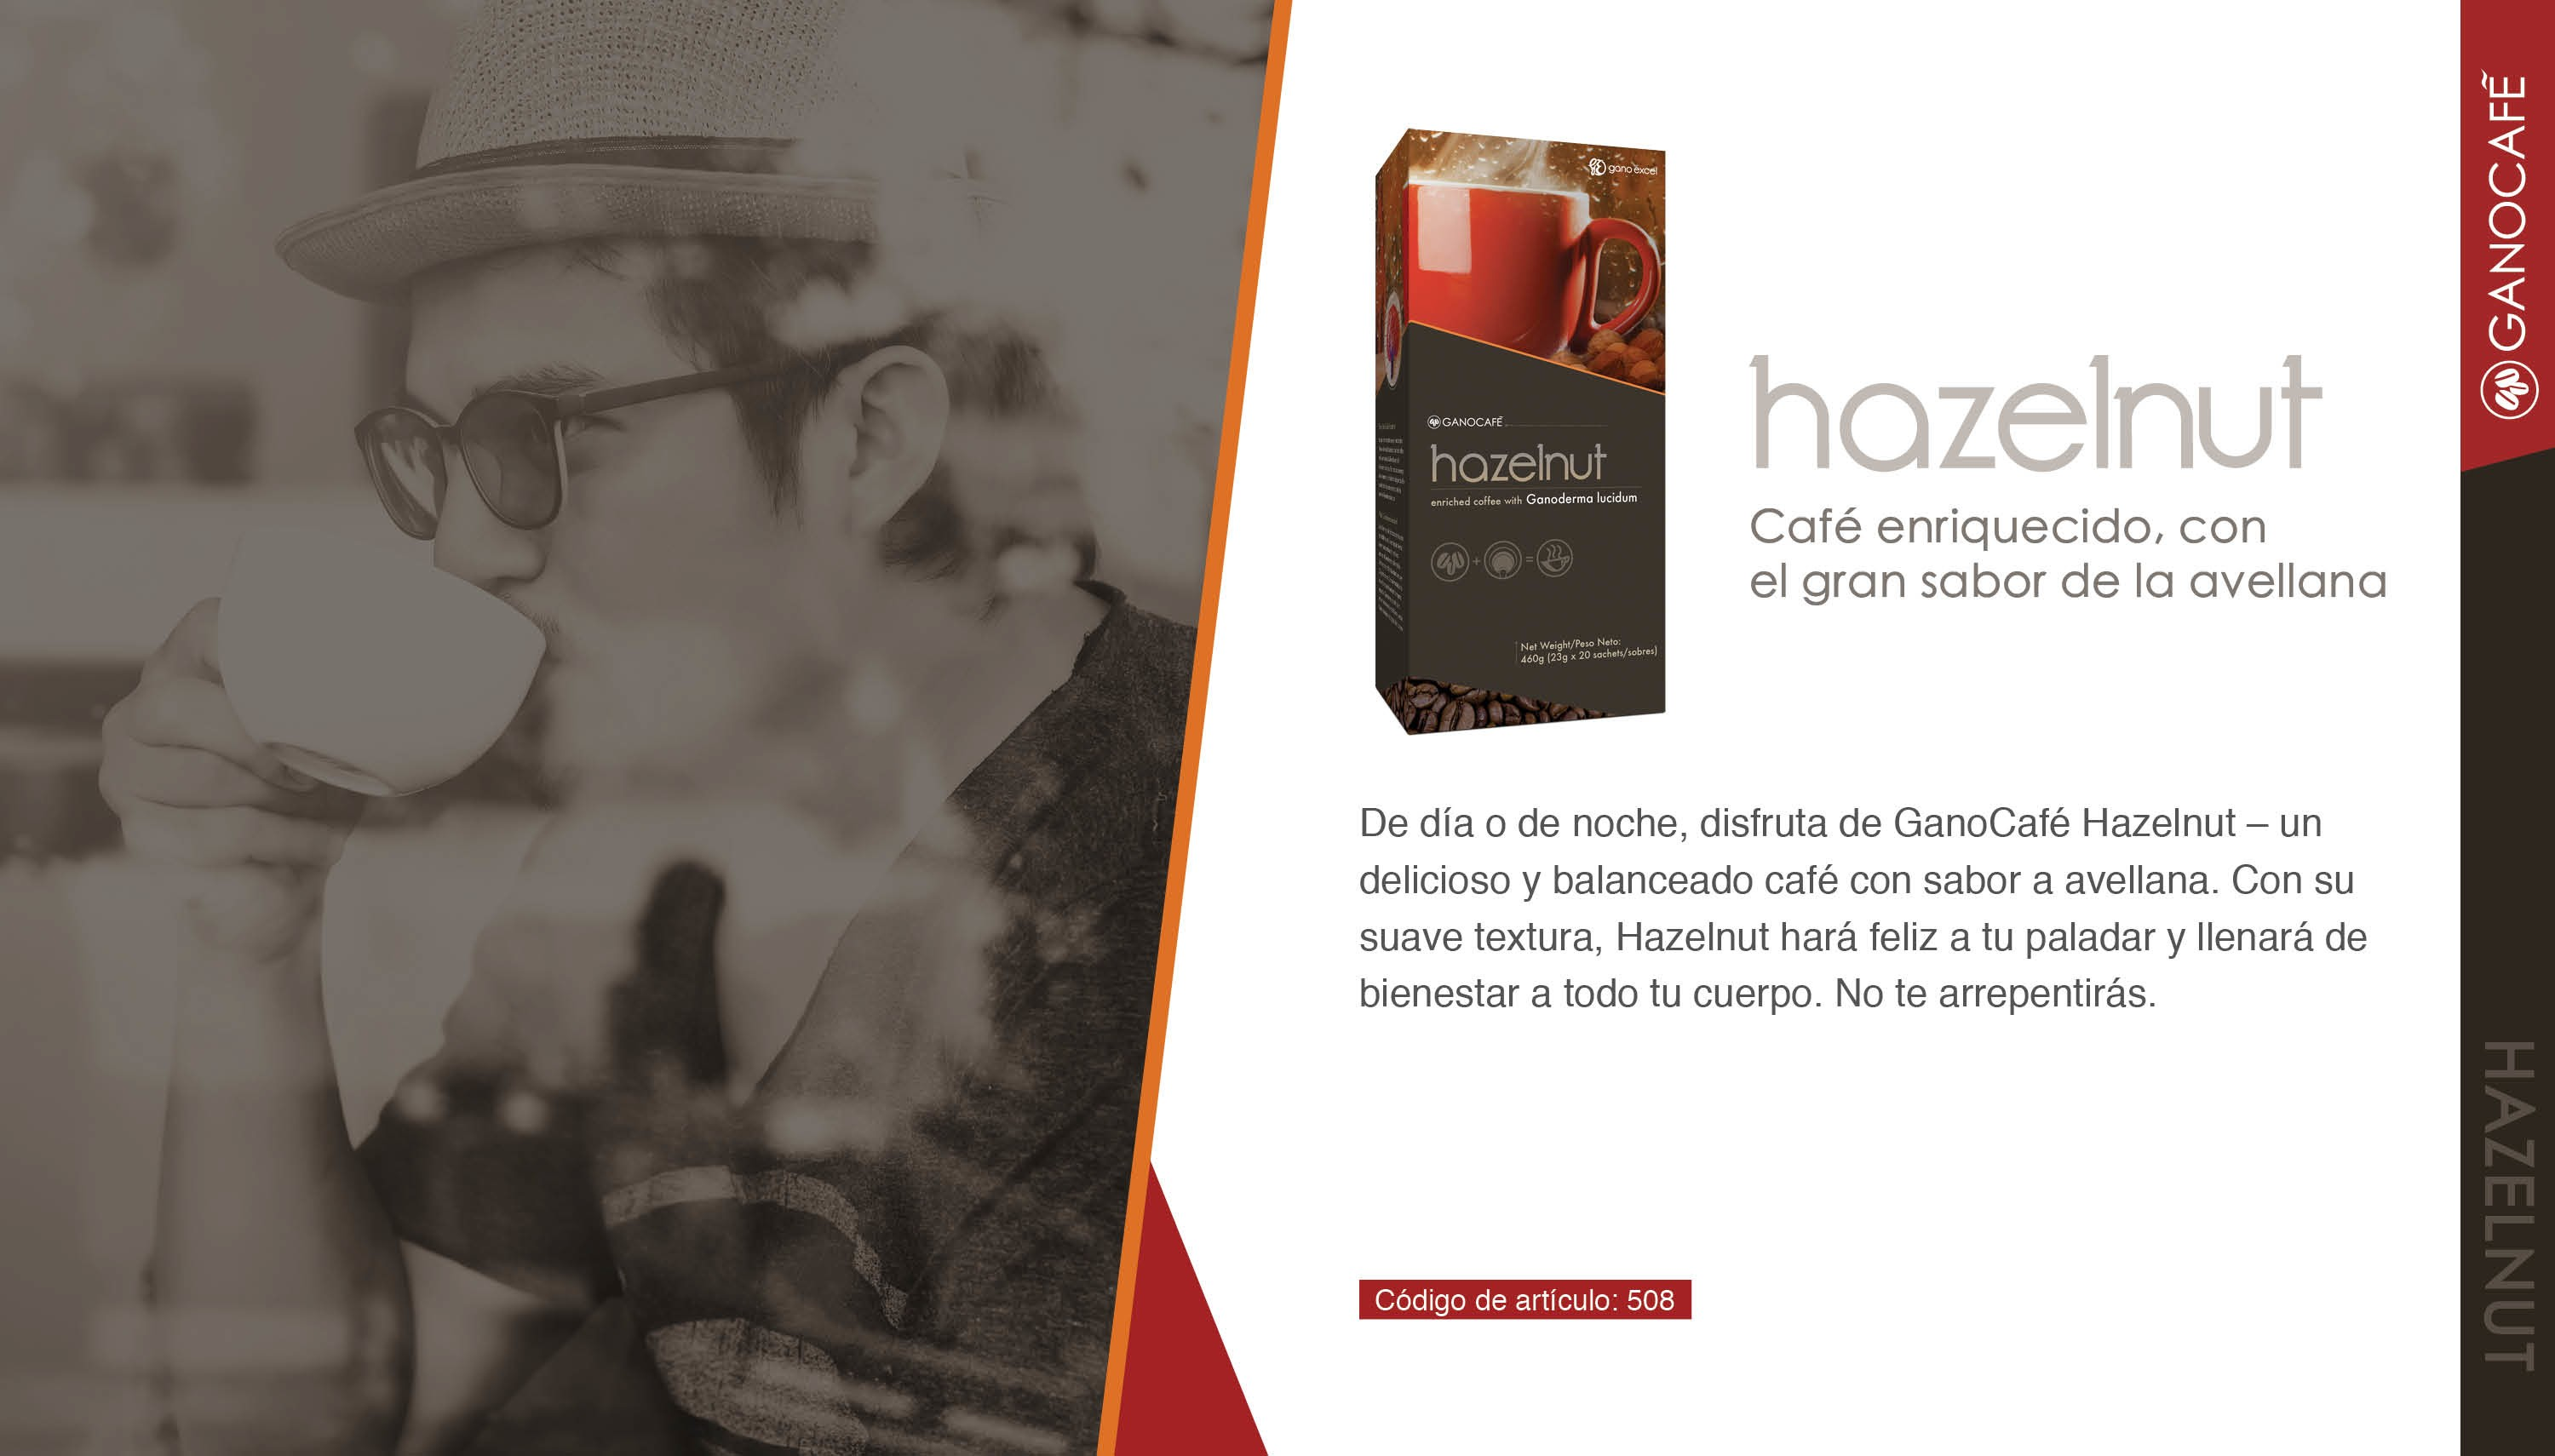 gano excel
GANOCAFÉ
hazelnut
enriched coffee with Ganoderma lucidum
Net Weight/Peso Neto:
460g (23g x 20 sachets/sobres)
hazelnut
Café enriquecido, con
el gran sabor de la avellana
De día o de noche, disfruta de GanoCafé Hazelnut – un
delicioso y balanceado café con sabor a avellana. Con su
suave textura, Hazelnut hará feliz a tu paladar y llenará de
bienestar a todo tu cuerpo. No te arrepentirás.
Código de artículo: 508
GANOCAFÉ
HAZELNUT